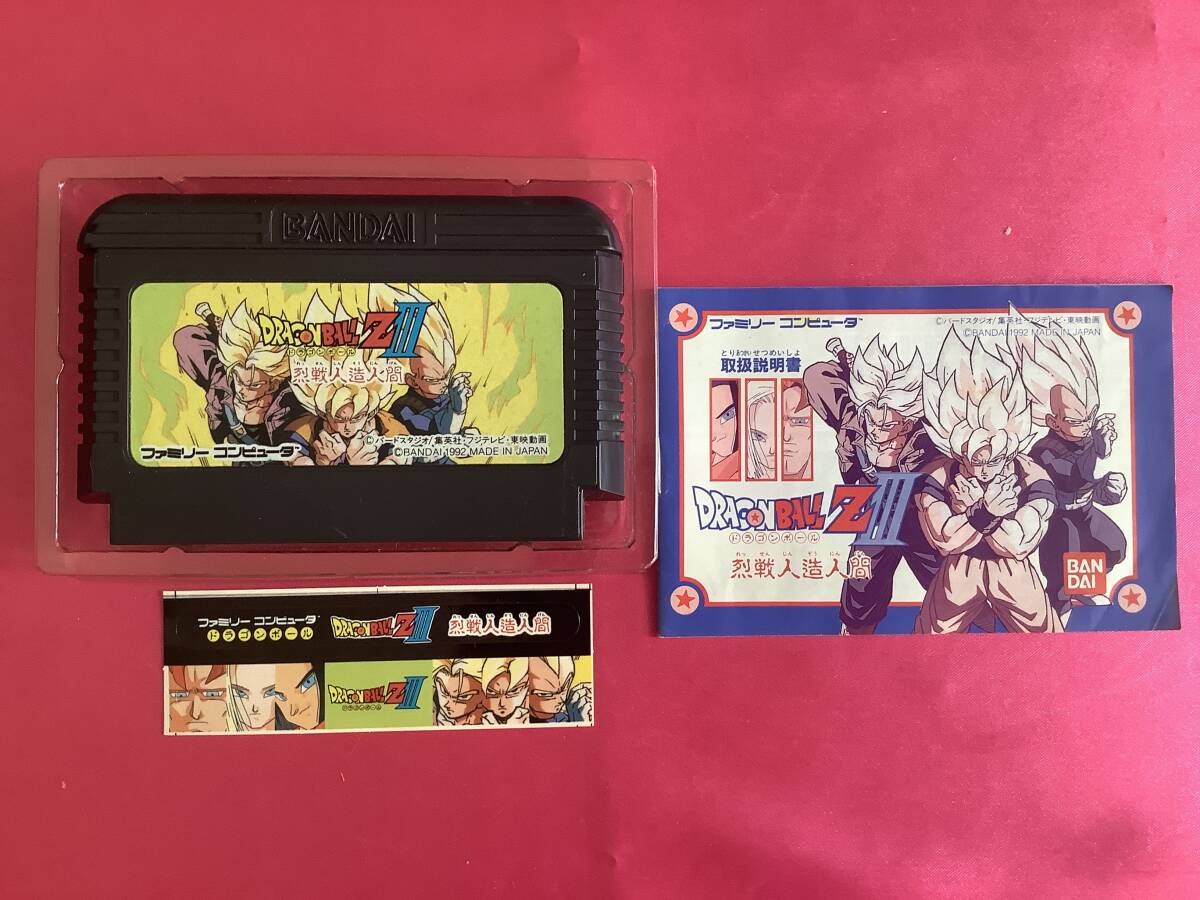 BANDAI
DRAGON BALL Z III
ドラゴンボール
烈戦人造人間
©バードスタジオ/集英社・フジテレビ・東映動画
©BANDAI 1992 MADE IN JAPAN
ファミリー コンピュータ™
ファミリー コンピュータ™
©バードスタジオ/集英社・フジテレビ・東映動画
©BANDAI 1992 MADE IN JAPAN
とりあつかいせつめいしょ
取扱説明書
DRAGON BALL Z III
ドラゴンボール
れっせんじんぞうにんげん
烈戦人造人間
BAN
DAI
ファミリー コンピュータ™
ドラゴンボール
DRAGON BALL Z III
烈戦人造人間
DRAGON BALL Z III